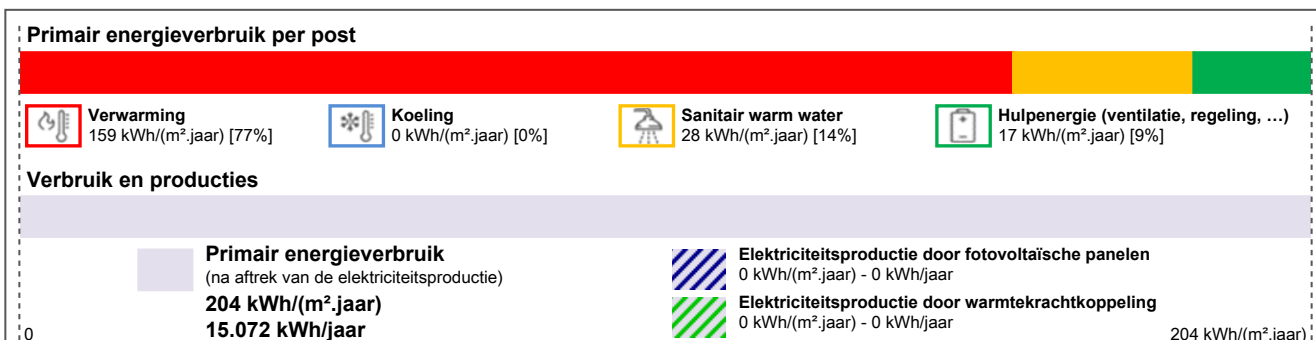 Primair energieverbruik per post
Verwarming
159 kWh/(m².jaar) [77%]
Koeling
0 kWh/(m².jaar) [0%]
Sanitair warm water
28 kWh/(m².jaar) [14%]
Hulpenergie (ventilatie, regeling, …)
17 kWh/(m².jaar) [9%]
Verbruik en producties
Primair energieverbruik
(na aftrek van de elektriciteitsproductie)
204 kWh/(m².jaar)
15.072 kWh/jaar
Elektriciteitsproductie door fotovoltaïsche panelen
0 kWh/(m².jaar) - 0 kWh/jaar
Elektriciteitsproductie door warmtekrachtkoppeling
0 kWh/(m².jaar) - 0 kWh/jaar
0
204 kWh/(m².jaar)